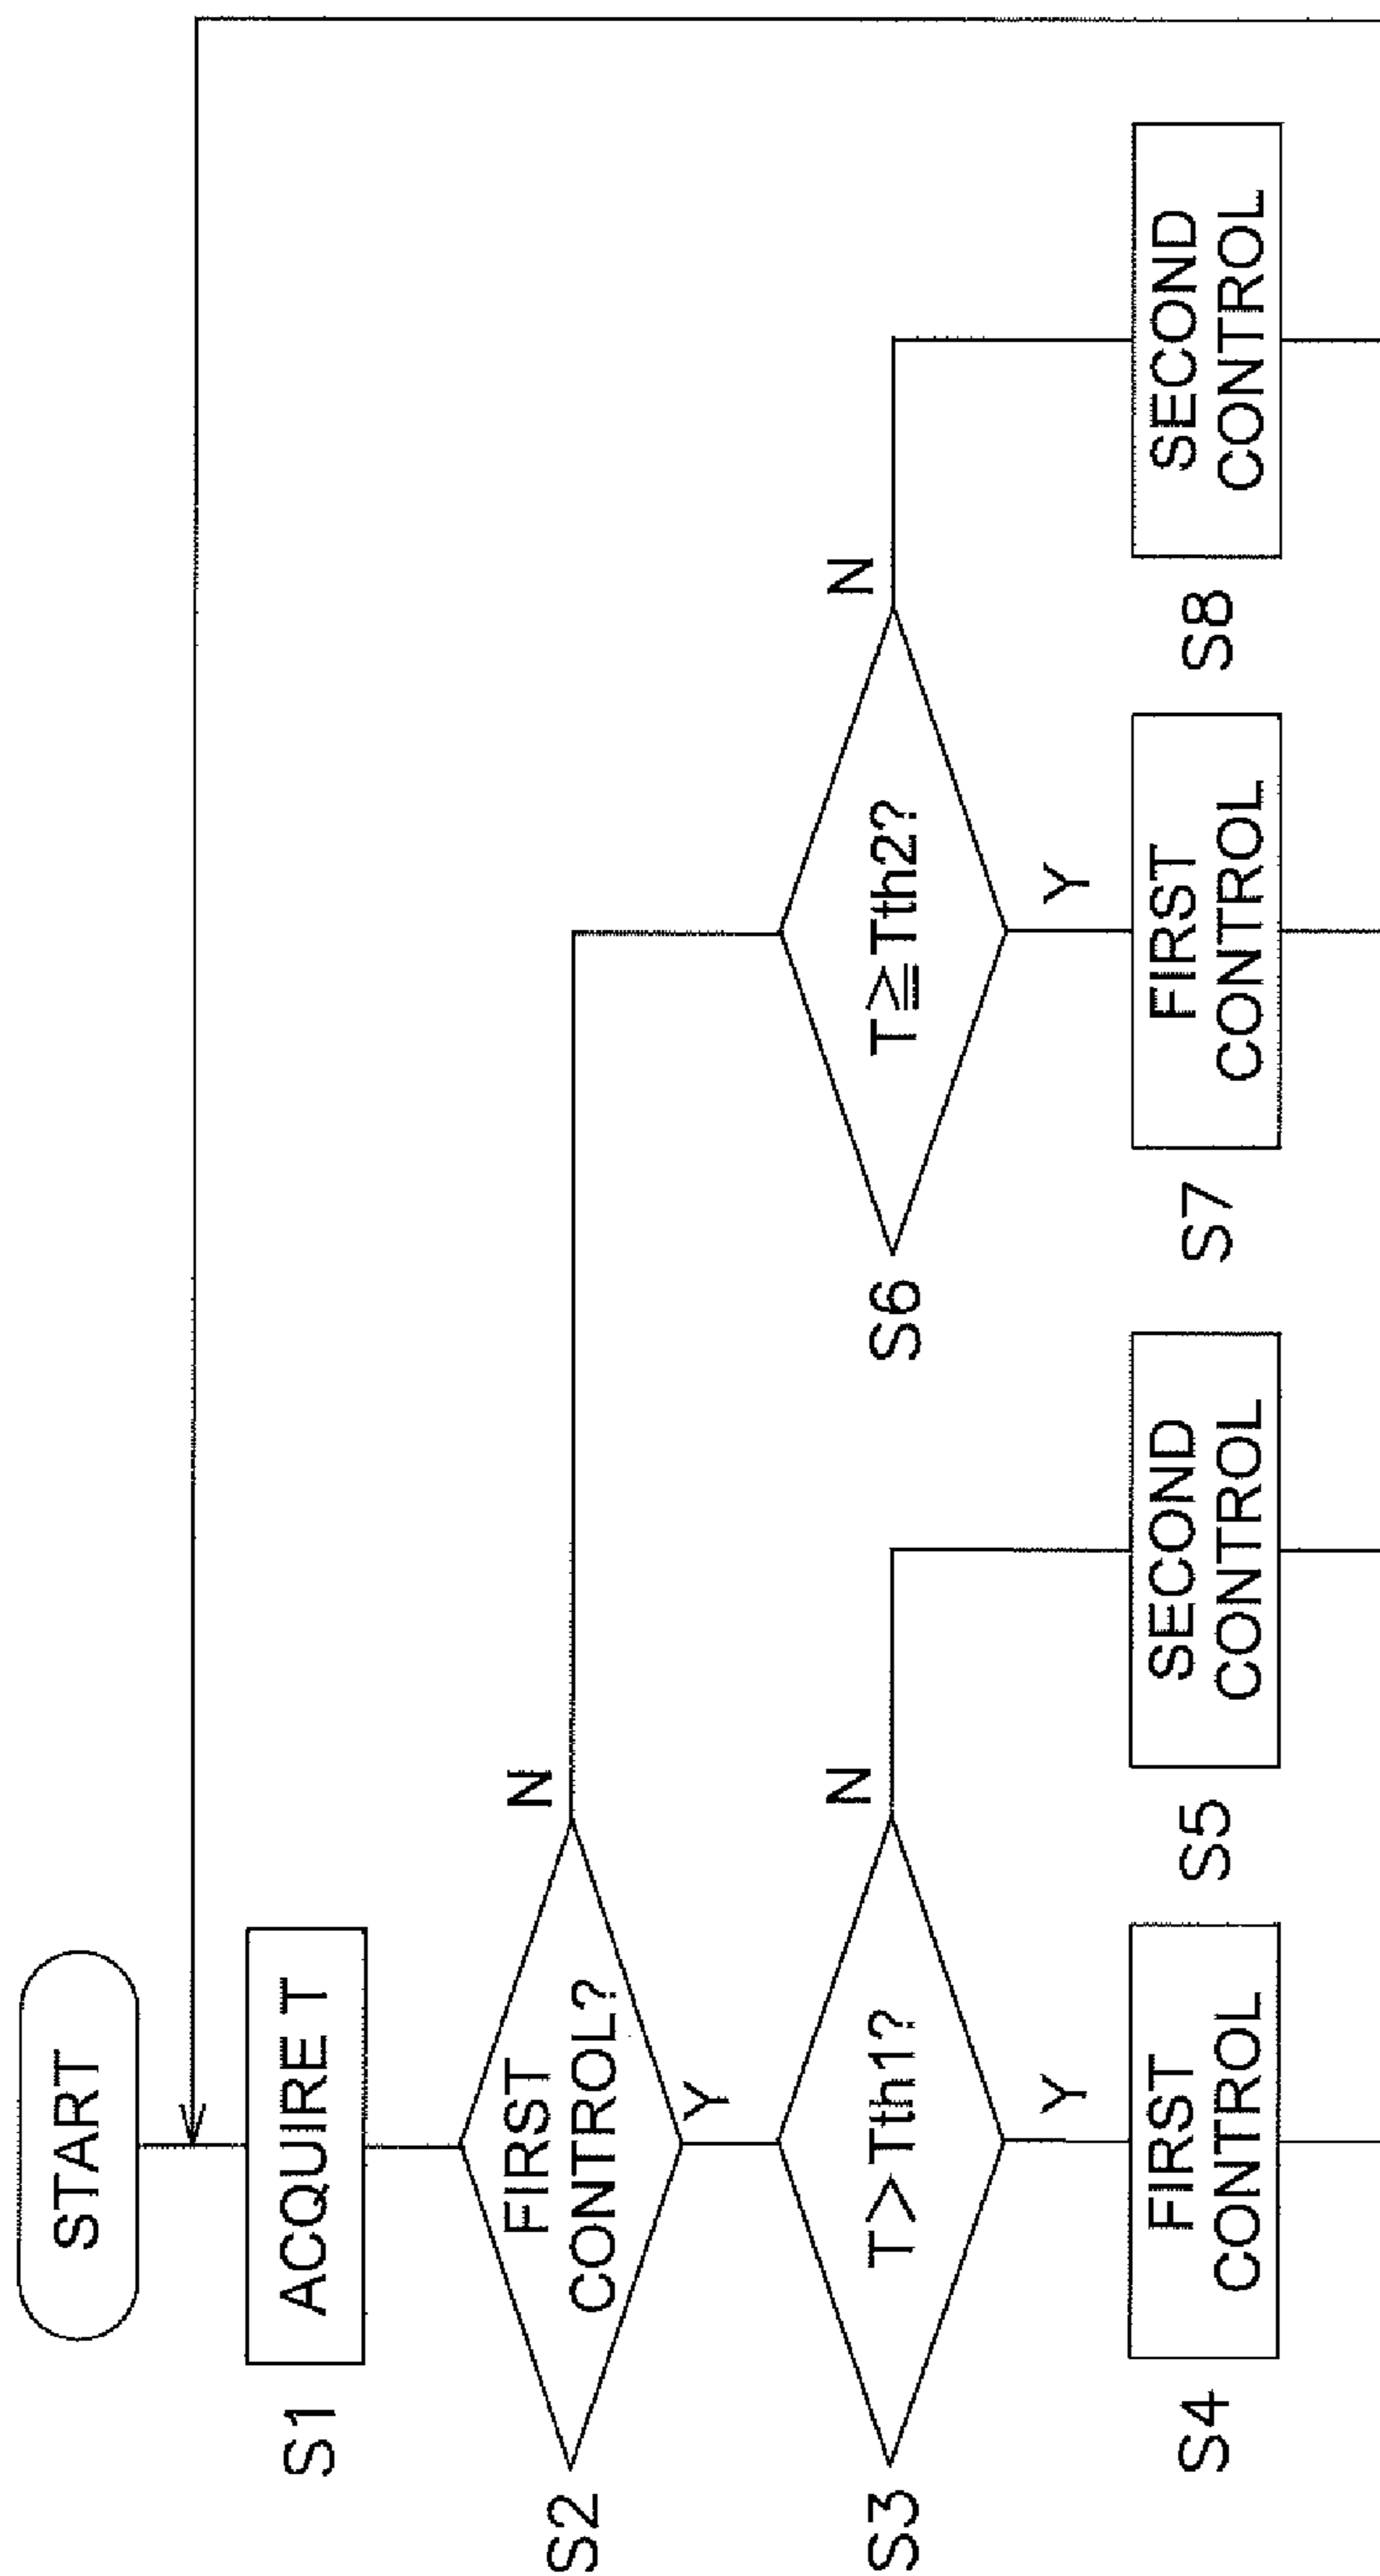 START
S1
ACQUIRE T
S2
FIRST
CONTROL?
N
Y
S3
T>Th1?
N
Y
S6
T≧Tth2?
N
Y
S4
FIRST
CONTROL
S5
SECOND
CONTROL
S7
FIRST
CONTROL
S8
SECOND
CONTROL